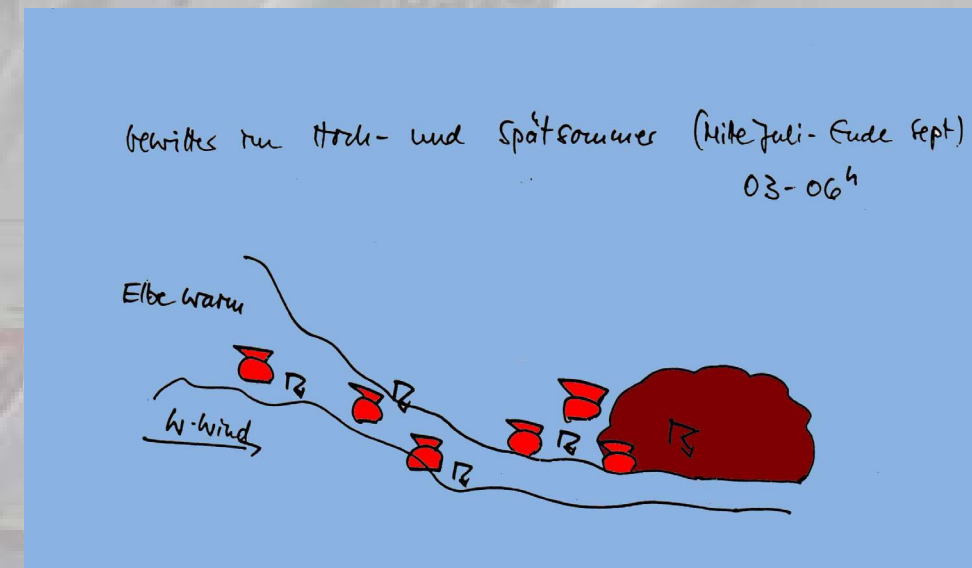 Gewitter im Hoch- und Spätsommer (Mitte Juli - Ende Sept)
03-06h
Elbe warm
W-Wind